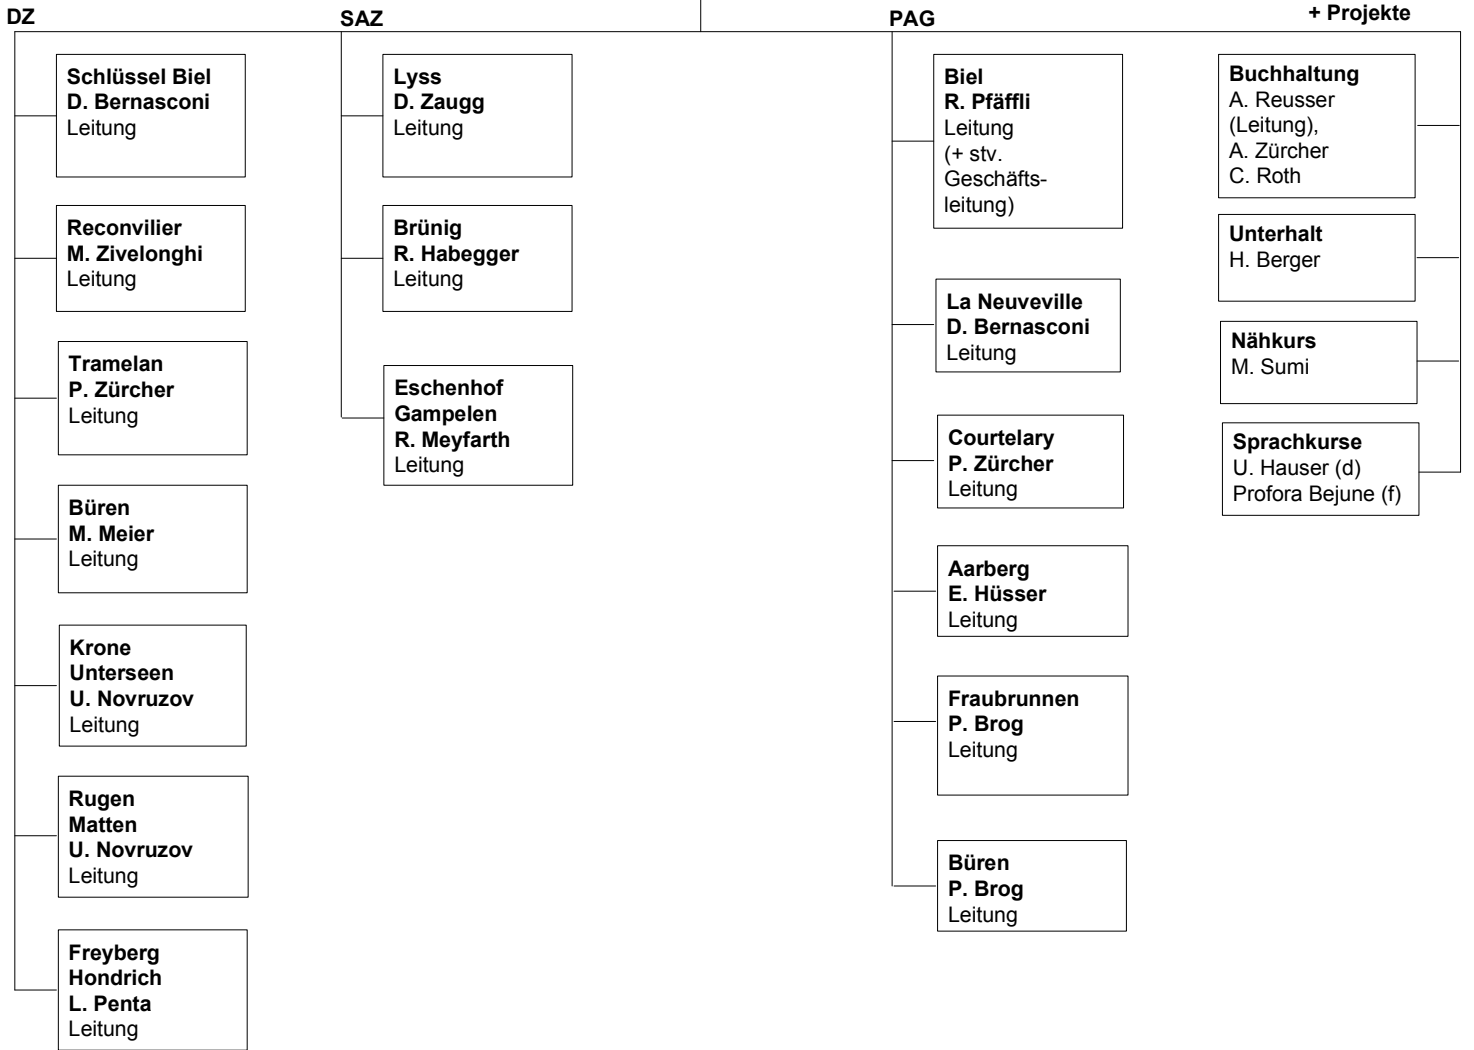 DZ
SAZ
PAG
+ Projekte
Schlüssel Biel
D. Bernasconi
Leitung
Reconvilier
M. Zivelonghi
Leitung
Tramelan
P. Zürcher
Leitung
Büren
M. Meier
Leitung
Krone
Unterseen
U. Novruzov
Leitung
Rugen
Matten
U. Novruzov
Leitung
Freyberg
Hondrich
L. Penta
Leitung
Lyss
D. Zaugg
Leitung
Brünig
R. Habegger
Leitung
Eschenhof
Gampelen
R. Meyfarth
Leitung
Biel
R. Pfäffli
Leitung
(+ stv.
Geschäfts-
leitung)
La Neuveville
D. Bernasconi
Leitung
Courtelary
P. Zürcher
Leitung
Aarberg
E. Hüsser
Leitung
Fraubrunnen
P. Brog
Leitung
Büren
P. Brog
Leitung
Buchhaltung
A. Reusser
(Leitung),
A. Zürcher
C. Roth
Unterhalt
H. Berger
Nähkurs
M. Sumi
Sprachkurse
U. Hauser (d)
Profora Bejune (f)